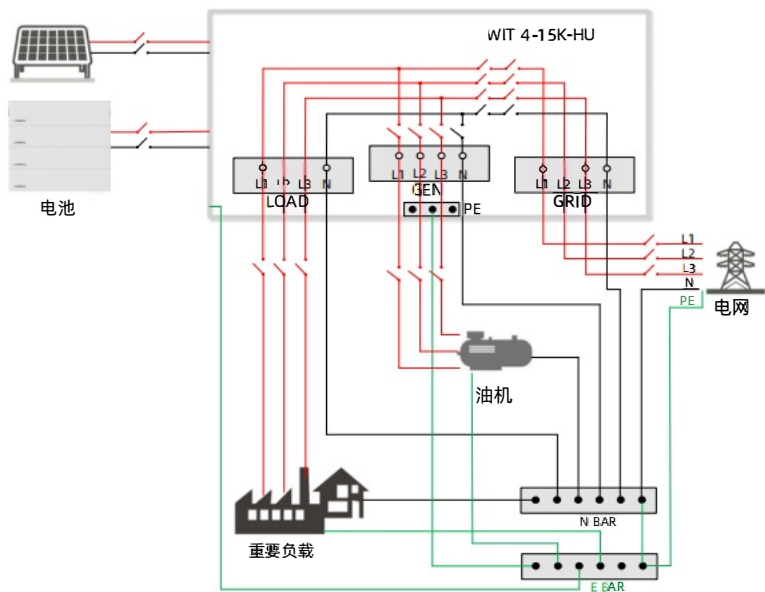 WIT 4-15K-HU
电池
L1 L3 N
LOAD
L1 L2 L3 N
GEN
PE
L1 L2 L3 N
GRID
L1
L2
L3
N
PE
电网
油机
N BAR
重要负载
E BAR